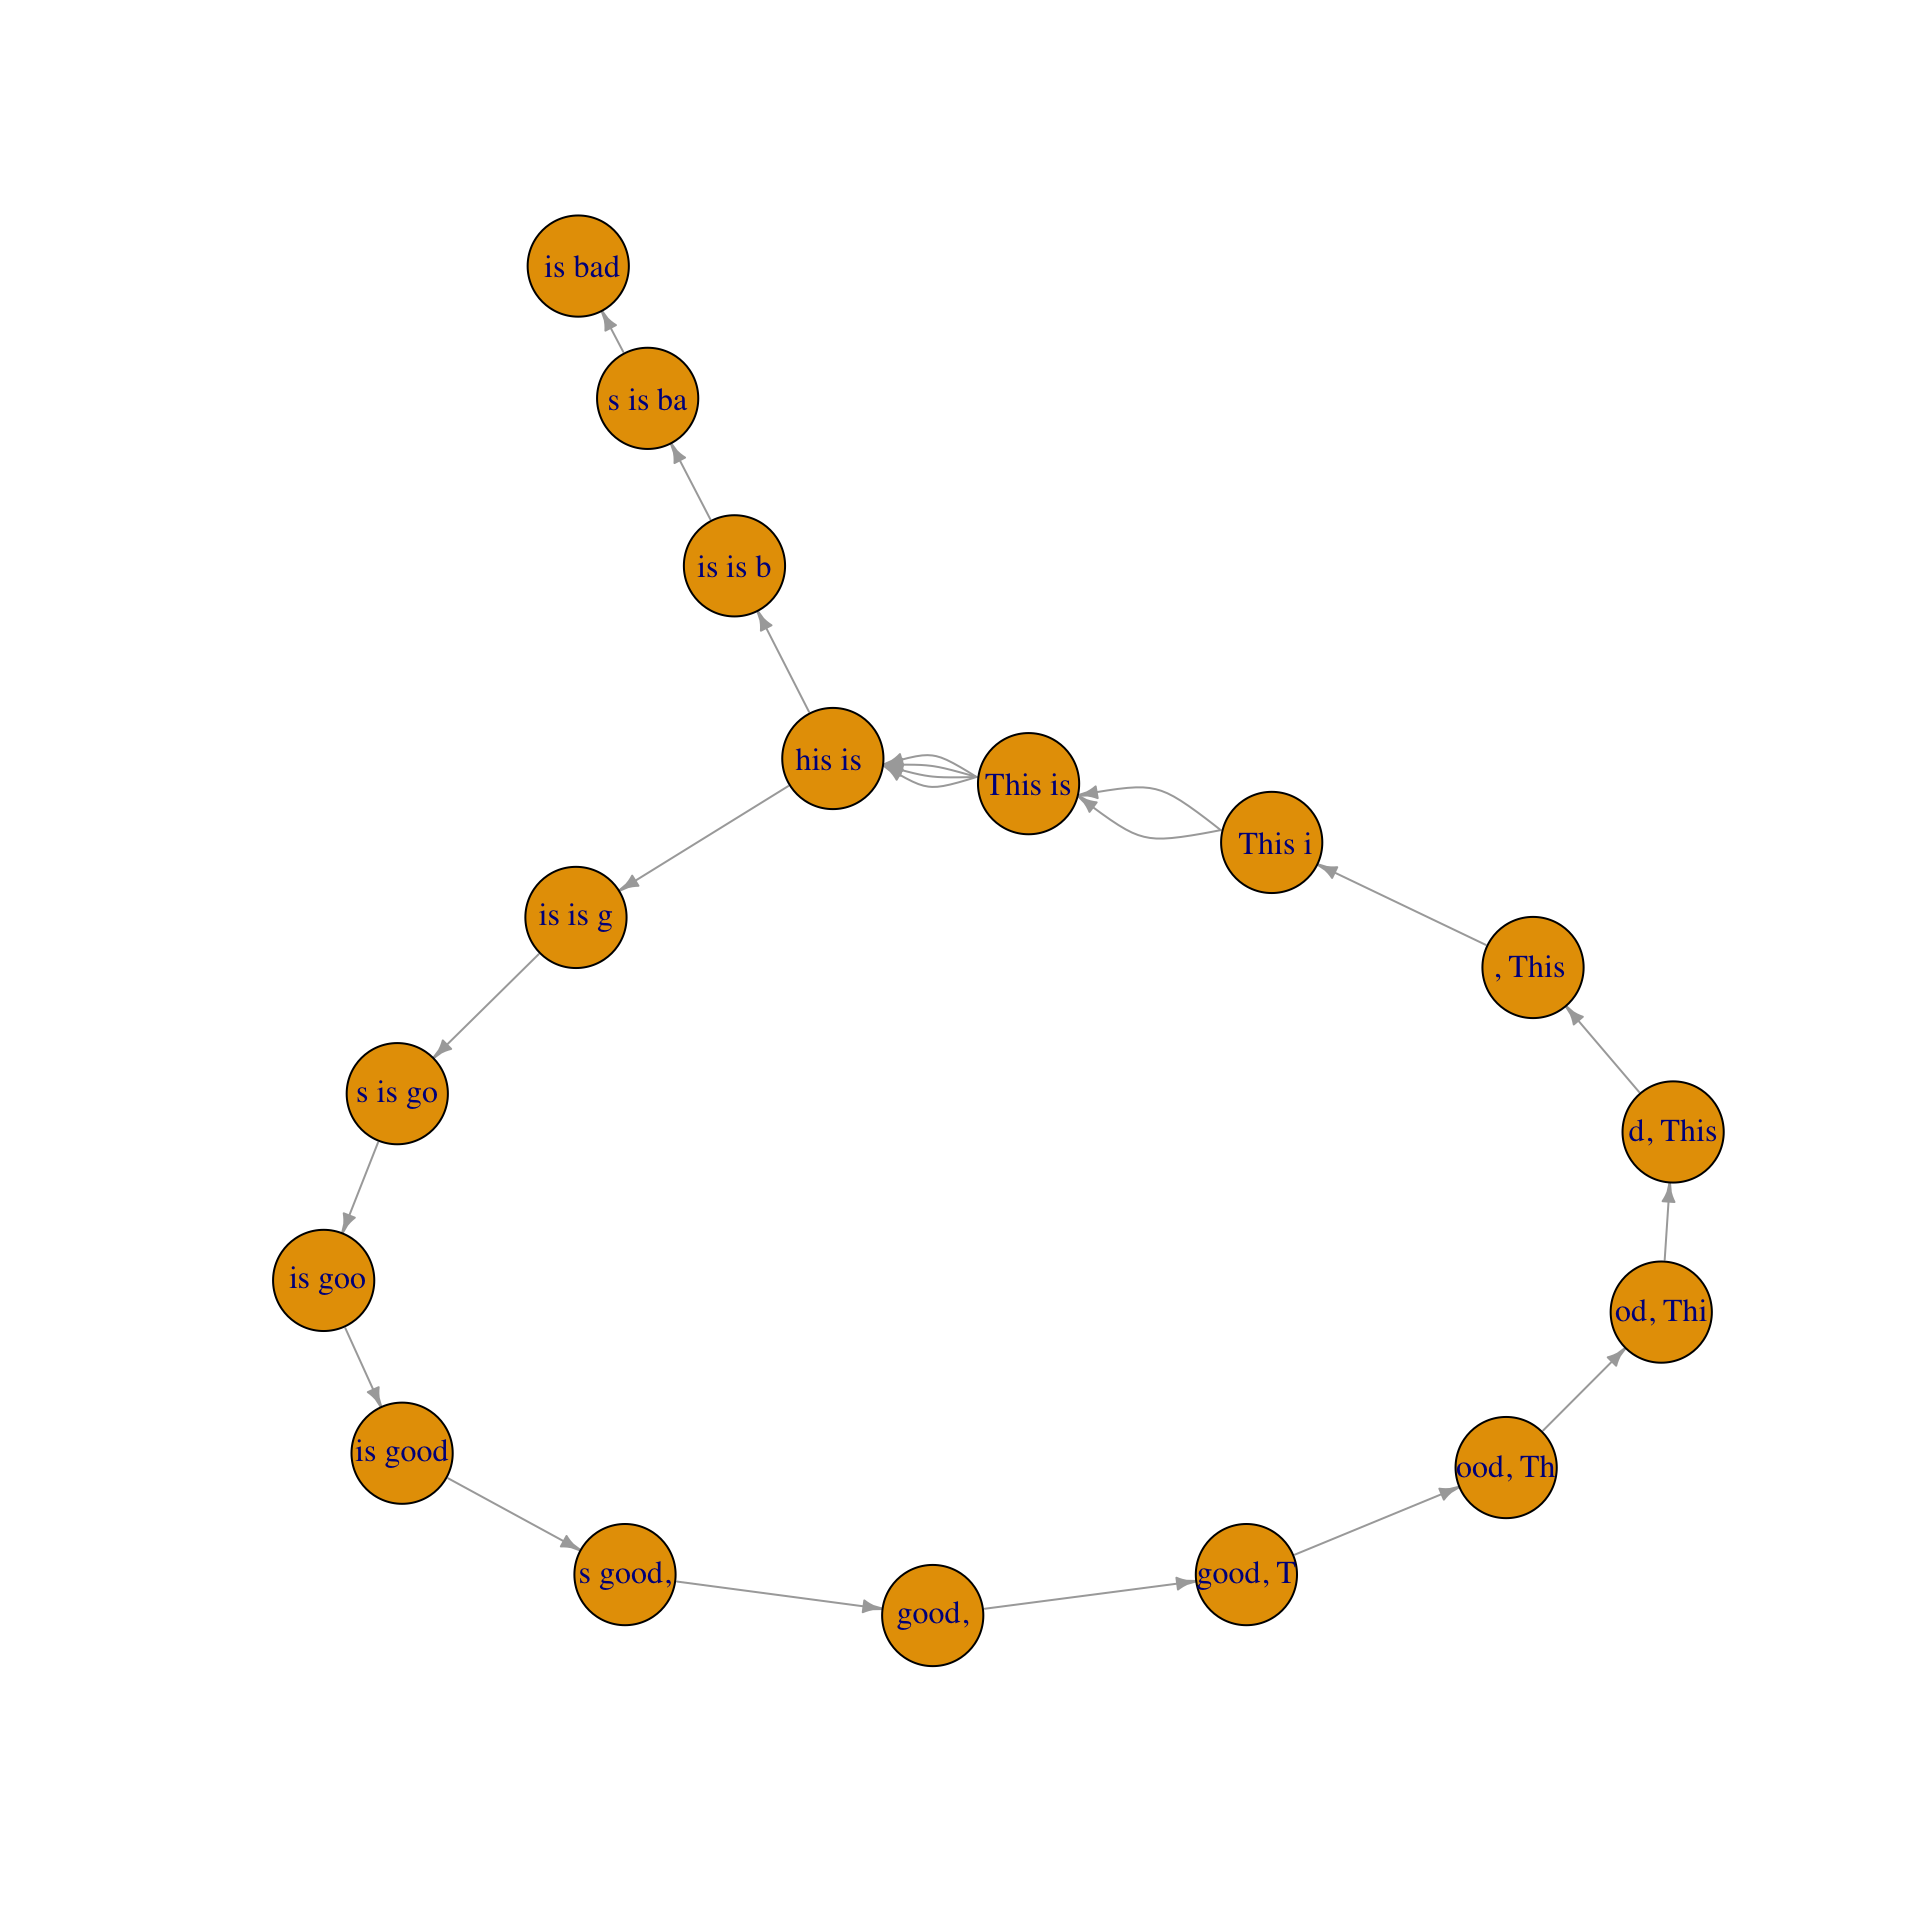 is bad
s is ba
is is b
his is
This is
This i
is is g
, This
s is go
d, This
is goo
od, Thi
is good
ood, Th
s good,
good, T
good,